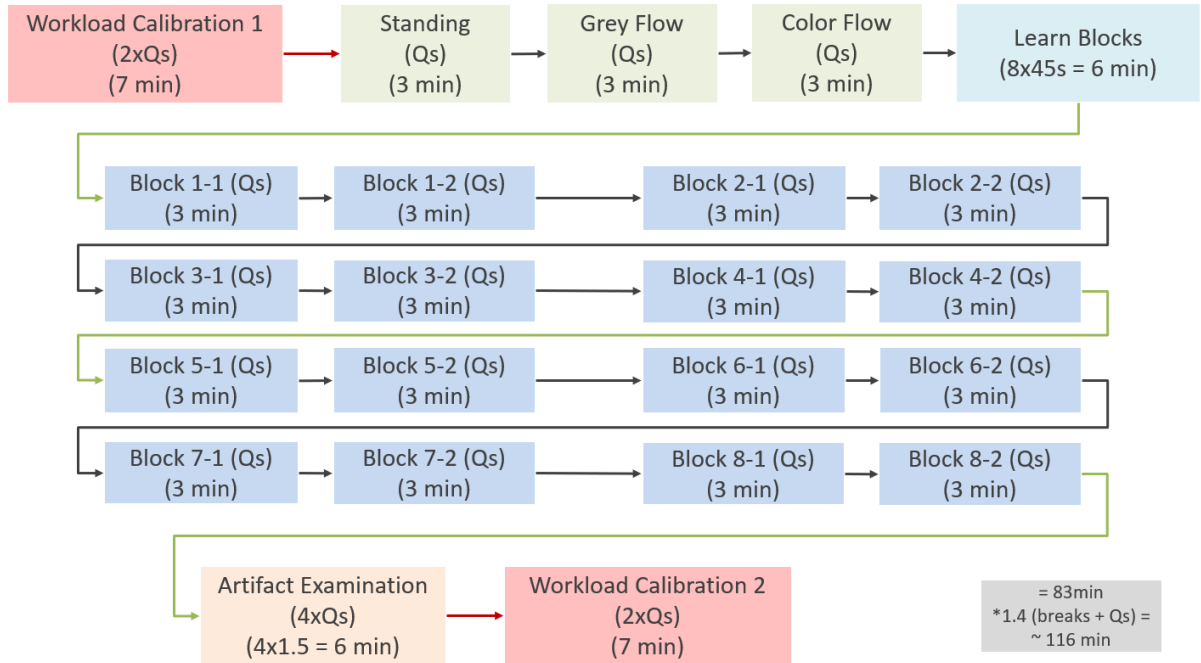 Workload Calibration 1
(2xQs)
(7 min)
Standing
(Qs)
(3 min)
Grey Flow
(Qs)
(3 min)
Color Flow
(Qs)
(3 min)
Learn Blocks
(8x45s = 6 min)
Block 1-1 (Qs)
(3 min)
Block 1-2 (Qs)
(3 min)
Block 2-1 (Qs)
(3 min)
Block 2-2 (Qs)
(3 min)
Block 3-1 (Qs)
(3 min)
Block 3-2 (Qs)
(3 min)
Block 4-1 (Qs)
(3 min)
Block 4-2 (Qs)
(3 min)
Block 5-1 (Qs)
(3 min)
Block 5-2 (Qs)
(3 min)
Block 6-1 (Qs)
(3 min)
Block 6-2 (Qs)
(3 min)
Block 7-1 (Qs)
(3 min)
Block 7-2 (Qs)
(3 min)
Block 8-1 (Qs)
(3 min)
Block 8-2 (Qs)
(3 min)
Artifact Examination
(4xQs)
(4x1.5 = 6 min)
Workload Calibration 2
(2xQs)
(7 min)
= 83min
*1.4 (breaks + Qs) =
~ 116 min